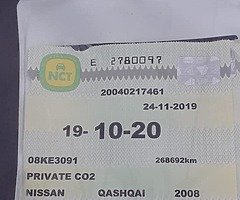 NCT
E 2780097
20040217461
24-11-2019
19-10-20
08KE3091 268692km
PRIVATE CO2
NISSAN QASHQAI 2008